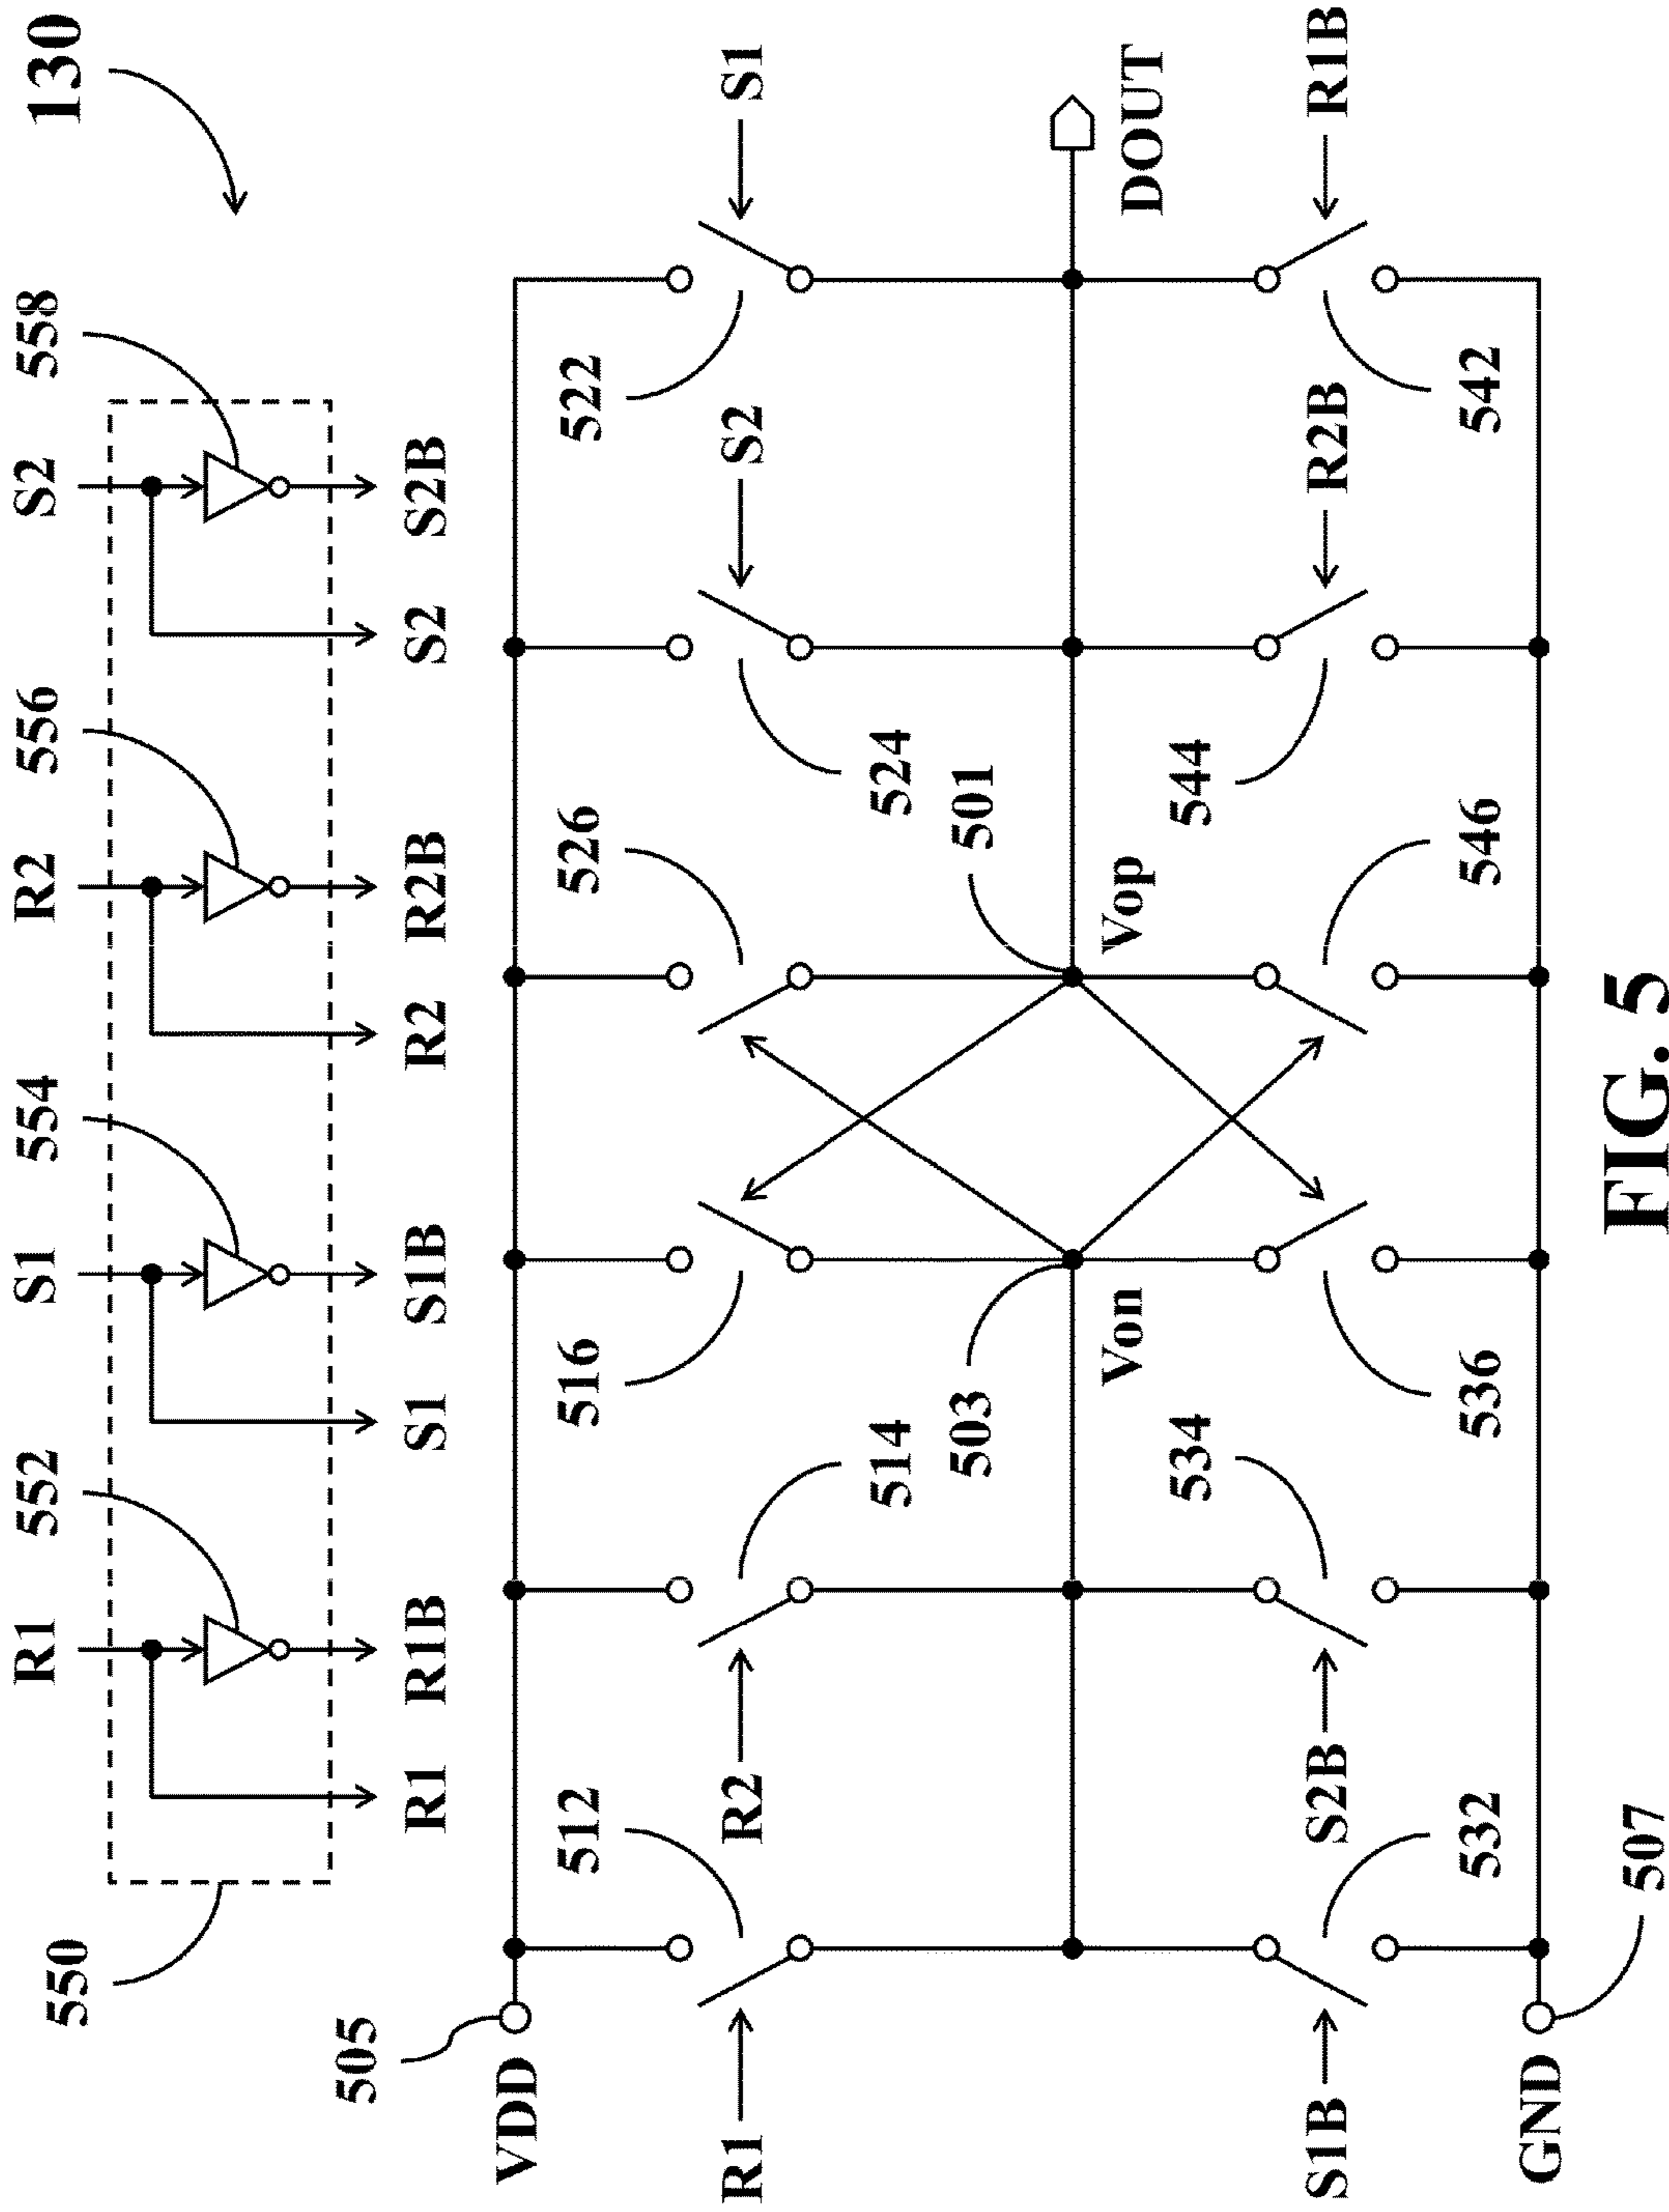 130
R1
552
S1
554
R2
556
S2
558
550
505
R1
R1B
S1
S1B
R2
R2B
S2
S2B
VDD
512
516
526
522
R1
R2
S2
S1
514
524
503
501
Von
Vop
DOUT
534
544
S1B
S2B
R2B
R1B
532
536
546
542
GND
507
FIG. 5